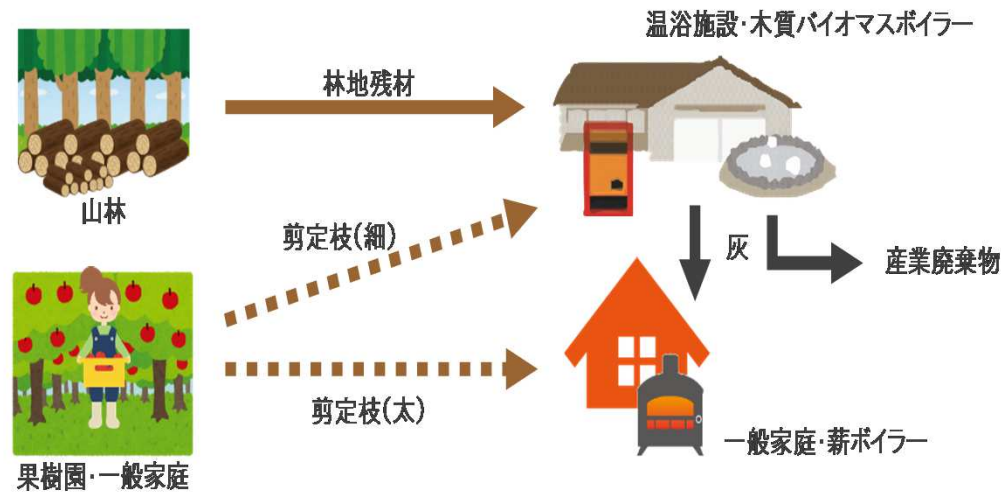 温浴施設・木質バイオマスボイラー
林地残材
山林
剪定枝(細)
灰
産業廃棄物
剪定枝(太)
一般家庭・薪ボイラー
果樹園・一般家庭